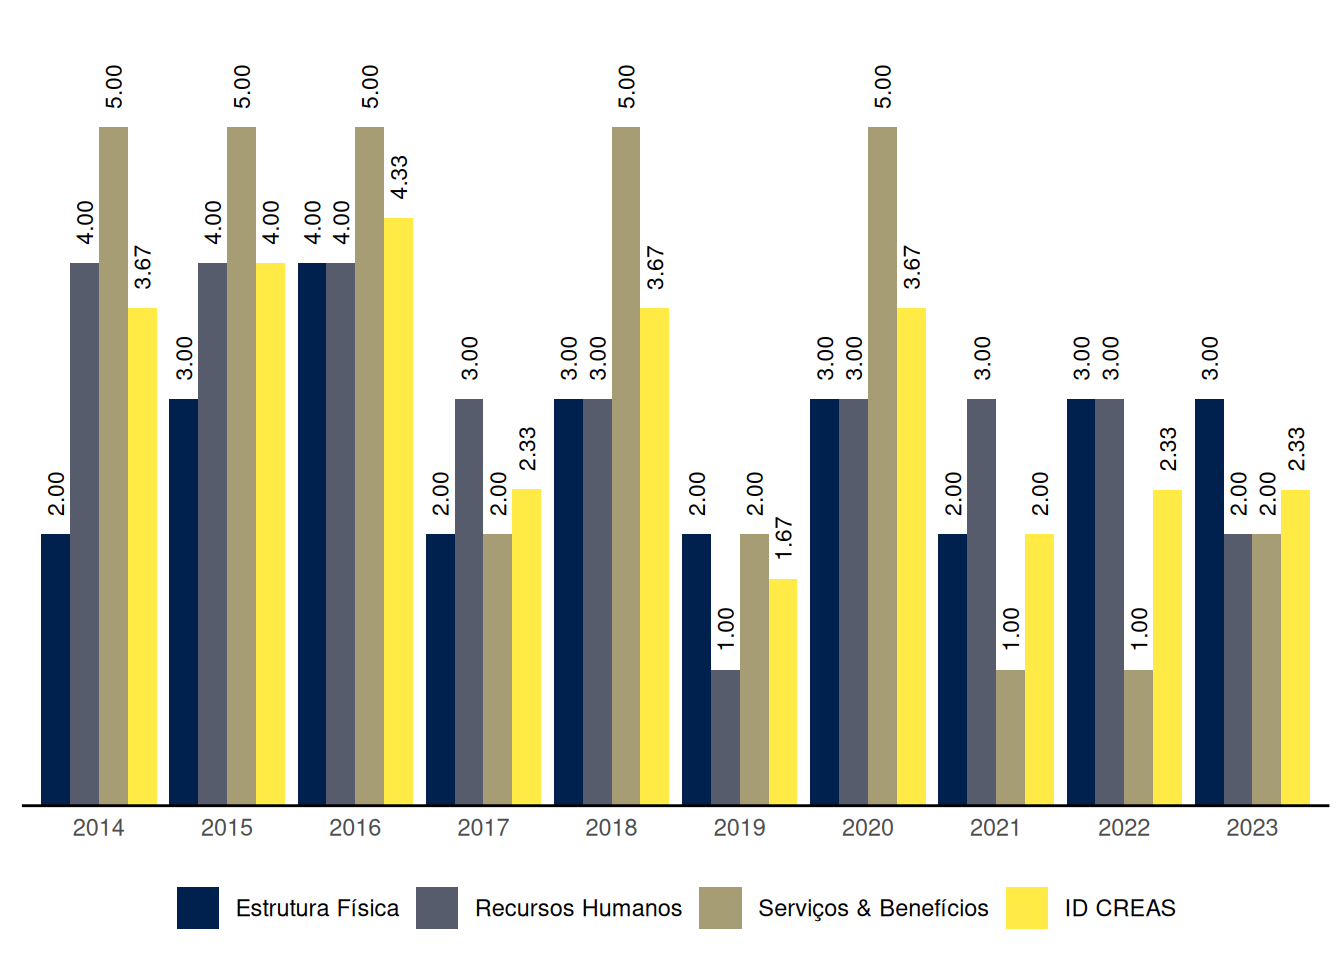 2.00 4.00 5.00 3.67
3.00 4.00 5.00 4.00
4.00 4.00 5.00 4.33
2.00 3.00 2.00 2.33
3.00 3.00 5.00 3.67
2.00 1.00 2.00 1.67
3.00 3.00 5.00 3.67
2.00 3.00 1.00 2.00
3.00 3.00 1.00 2.33
3.00 2.00 2.00 2.33
2014 2015 2016 2017 2018 2019 2020 2021 2022 2023
Estrutura Física Recursos Humanos Serviços & Benefícios ID CREAS